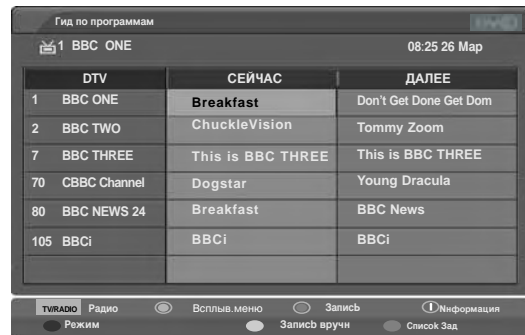 Гид по программам
1 BBC ONE 08:25 26 Мар
DTV СЕЙЧАС ДАЛЕЕ
1 BBC ONE Breakfast Don't Get Done Get Dom
2 BBC TWO ChuckleVision Tommy Zoom
7 BBC THREE This is BBC THREE This is BBC THREE
70 CBBC Channel Dogstar Young Dracula
80 BBC NEWS 24 Breakfast BBC News
105 BBCi BBCi BBCi
TV/RADIO Радио Всплыв.меню Запись Nнформация
Режим Запись вручн Список Зад